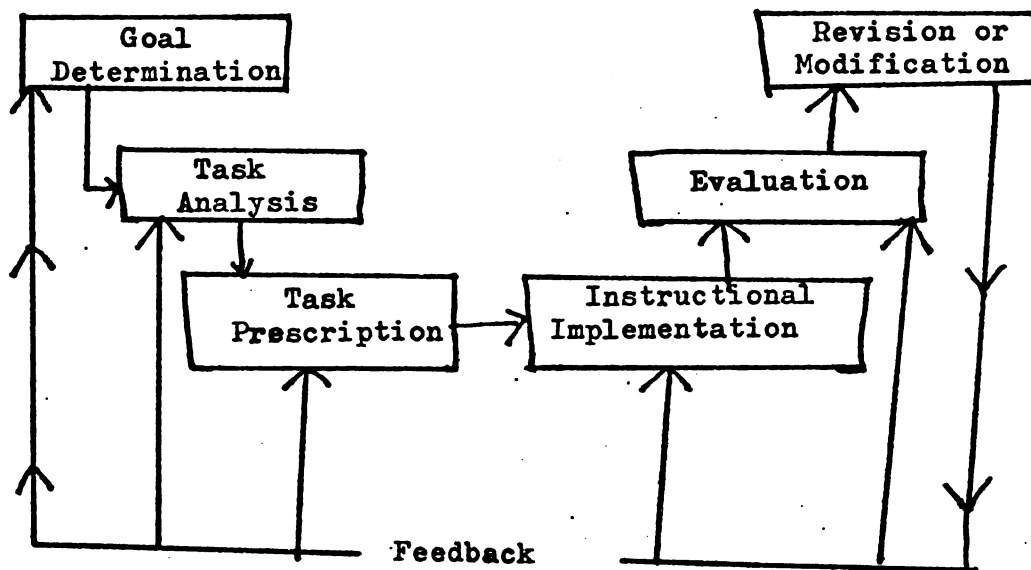 Goal
Determination
Task
Analysis
Task
Prescription
Instructional
Implementation
Evaluation
Revision or
Modification
Feedback